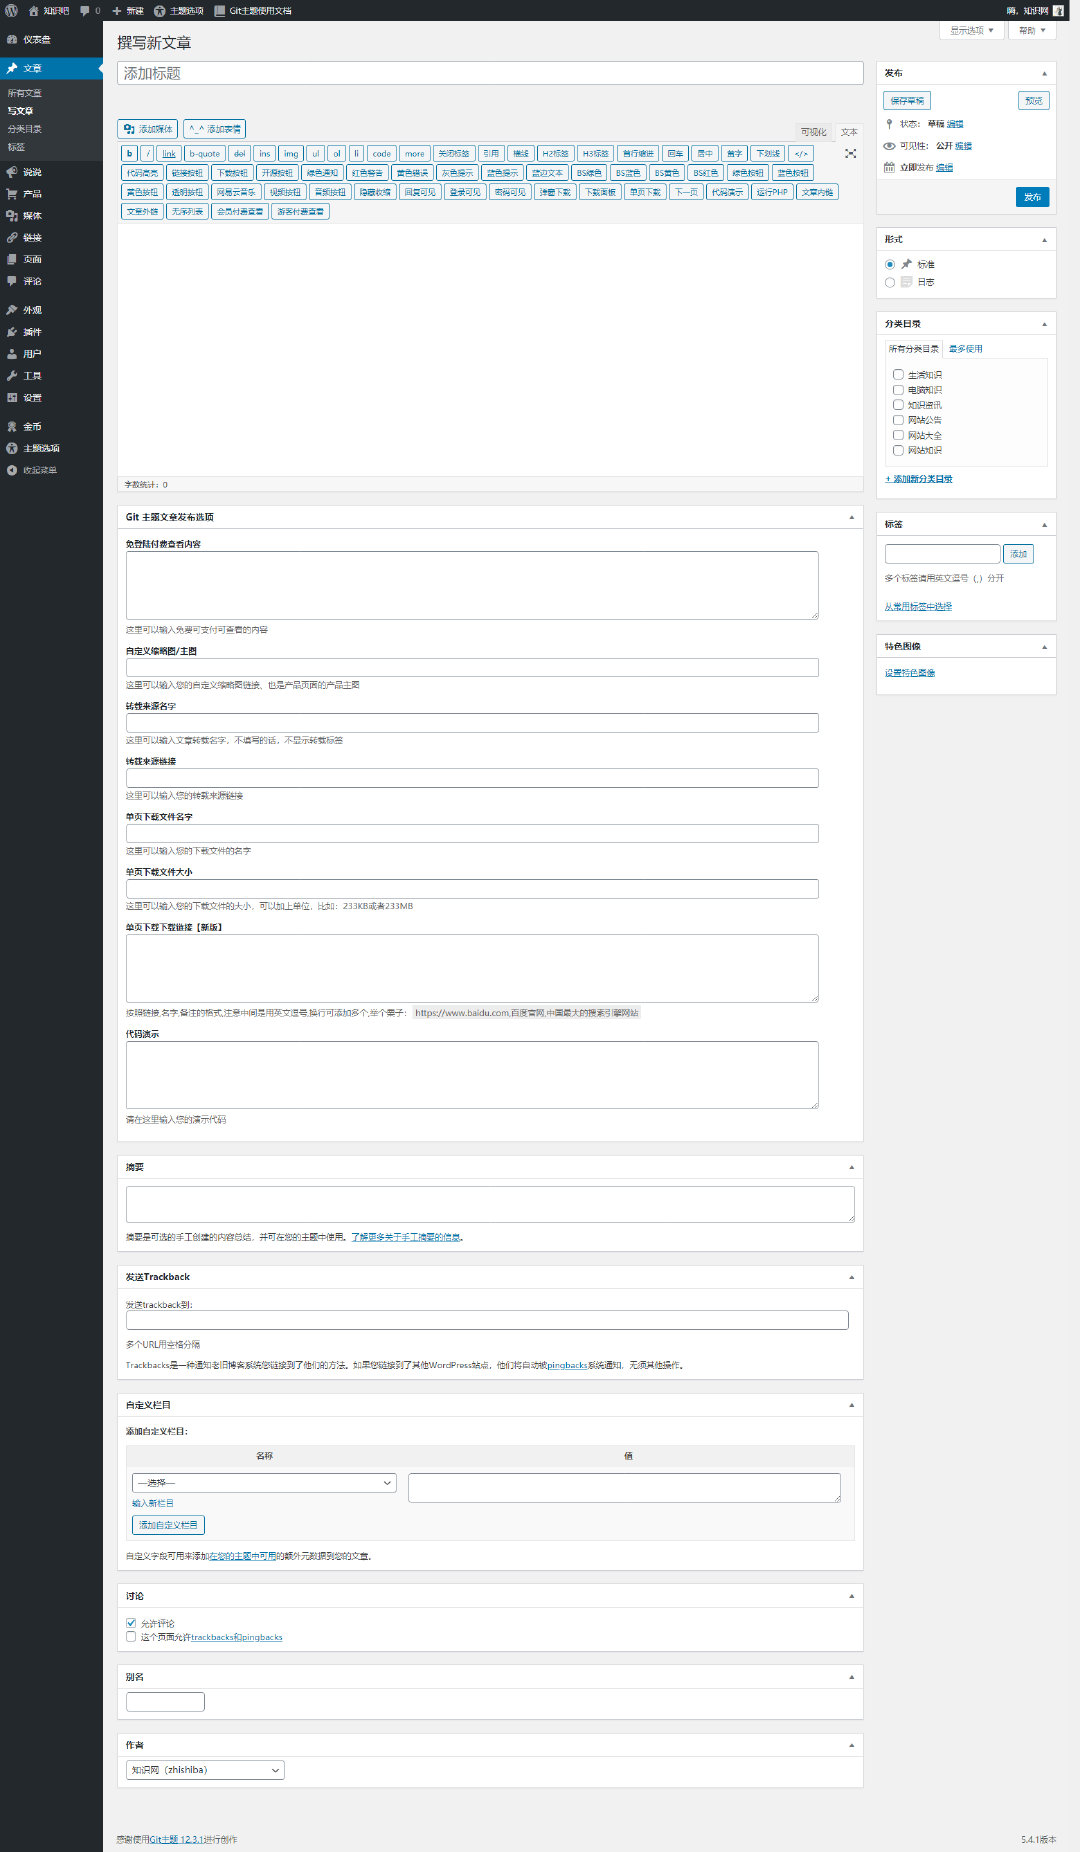 知识吧 0 新建 主题选项 Git主题使用文档 嗨，知识网
仪表盘
文章
所有文章
写文章
分类目录
标签
说说
产品
媒体
链接
页面
评论
外观
插件
用户
工具
设置
金币
主题选项
收起菜单
显示选项 帮助
撰写新文章
添加标题
添加媒体 ^_^ 添加表情
可视化 文本
b / link b-quote del ins img ul ol li code more 关闭标签 引用 横线 H2标签 H3标签 首行缩进 回车 居中 首字 下划线 </>
代码高亮 链接按钮 下载按钮 开源按钮 绿色通知 红色警告 黄色错误 灰色提示 蓝色提示 蓝边文本 BS绿色 BS蓝色 BS黄色 BS红色 绿色按钮 蓝色按钮
黄色按钮 透明按钮 网易云音乐 视频按钮 音频按钮 隐藏收缩 回复可见 登录可见 密码可见 弹窗下载 下载面板 单页下载 下一页 代码演示 运行PHP 文章内链
文章外链 无序列表 会员付费查看 游客付费查看
字数统计：0
Git 主题文章发布选项
免登陆付费查看内容
这里可以输入免费可支付可查看的内容
自定义缩略图/主图
这里可以输入您的自定义缩略图链接、也是产品页面的产品主图
转载来源名字
这里可以输入文章转载名字，不填写的话，不显示转载标签
转载来源链接
这里可以输入您的转载来源链接
单页下载文件名字
这里可以输入您的下载文件的名字
单页下载文件大小
这里可以输入您的下载文件的大小，可以加上单位，比如：233KB或者233MB
单页下载下载链接【新版】
按照链接,名字,备注的格式,注意中间是用英文逗号,换行可添加多个,举个栗子： https://www.baidu.com,百度官网,中国最大的搜索引擎网站
代码演示
请在这里输入您的演示代码
摘要
摘要是可选的手工创建的内容总结，并可在您的主题中使用。了解更多关于手工摘要的信息。
发送Trackback
发送trackback到：
多个URL用空格分隔
Trackbacks是一种通知老旧博客系统您链接到了他们的方法。如果您链接到了其他WordPress站点，他们将自动被pingbacks系统通知，无须其他操作。
自定义栏目
添加自定义栏目：
名称 值
—选择—
输入新栏目
添加自定义栏目
自定义字段可用来添加在您的主题中可用的额外元数据到您的文章。
讨论
允许评论
这个页面允许trackbacks和pingbacks
别名
作者
知识网（zhishiba）
发布
保存草稿 预览
状态： 草稿 编辑
可见性： 公开 编辑
立即发布 编辑
发布
形式
标准
日志
分类目录
所有分类目录 最多使用
生活知识
电脑知识
知识资讯
网站公告
网站大全
网站知识
+ 添加新分类目录
标签
添加
多个标签请用英文逗号（,）分开
从常用标签中选择
特色图像
设置特色图像
感谢使用Git主题 12.3.1进行创作 5.4.1版本